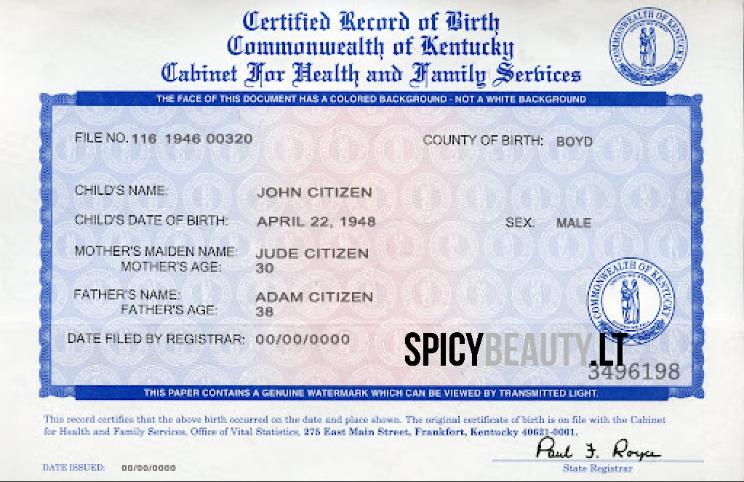 Certified Record of Birth
Commonwealth of Kentucky
Cabinet For Health and Family Services
COMMONWEALTH OF KENTUCKY
THE FACE OF THIS DOCUMENT HAS A COLORED BACKGROUND - NOT A WHITE BACKGROUND
FILE NO. 116 1946 00320 COUNTY OF BIRTH: BOYD
CHILD'S NAME: JOHN CITIZEN
CHILD'S DATE OF BIRTH: APRIL 22, 1948 SEX: MALE
MOTHER'S MAIDEN NAME: JUDE CITIZEN
MOTHER'S AGE: 30
FATHER'S NAME: ADAM CITIZEN
FATHER'S AGE: 38
COMMONWEALTH OF KENTUCKY
DATE FILED BY REGISTRAR: 00/00/0000
SPICYBEAUTY.LT
3496198
THIS PAPER CONTAINS A GENUINE WATERMARK WHICH CAN BE VIEWED BY TRANSMITTED LIGHT.
This record certifies that the above birth occurred on the date and place shown. The original certificate of birth is on file with the Cabinet
for Health and Family Services, Office of Vital Statistics, 275 East Main Street, Frankfort, Kentucky 40621-0001.
Paul F. Royce
State Registrar
DATE ISSUED: 00/00/0000